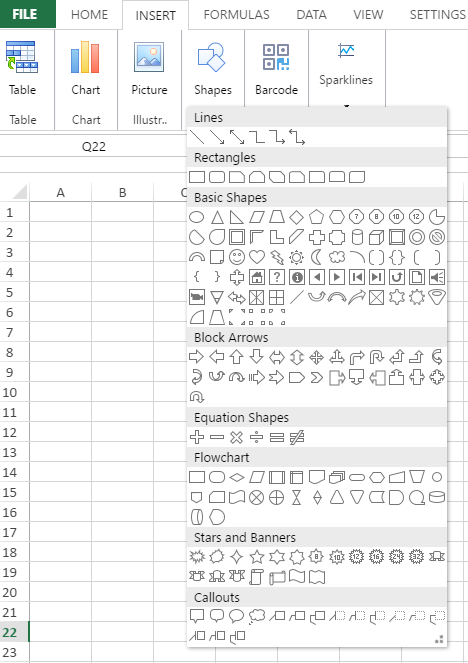 FILE HOME INSERT FORMULAS DATA VIEW SETTINGS
Table Chart Picture Shapes Barcode Sparklines
Table Chart Illustr..
Q22
Lines
Rectangles
Basic Shapes
A B C
1
2
3
4
5
6
7
8
9
10
11
12
13
14
15
16
17
18
19
20
21
22
23
7 8 10 12
?
Block Arrows
Equation Shapes
Flowchart
Stars and Banners
8 10 12 16 24 32
Callouts